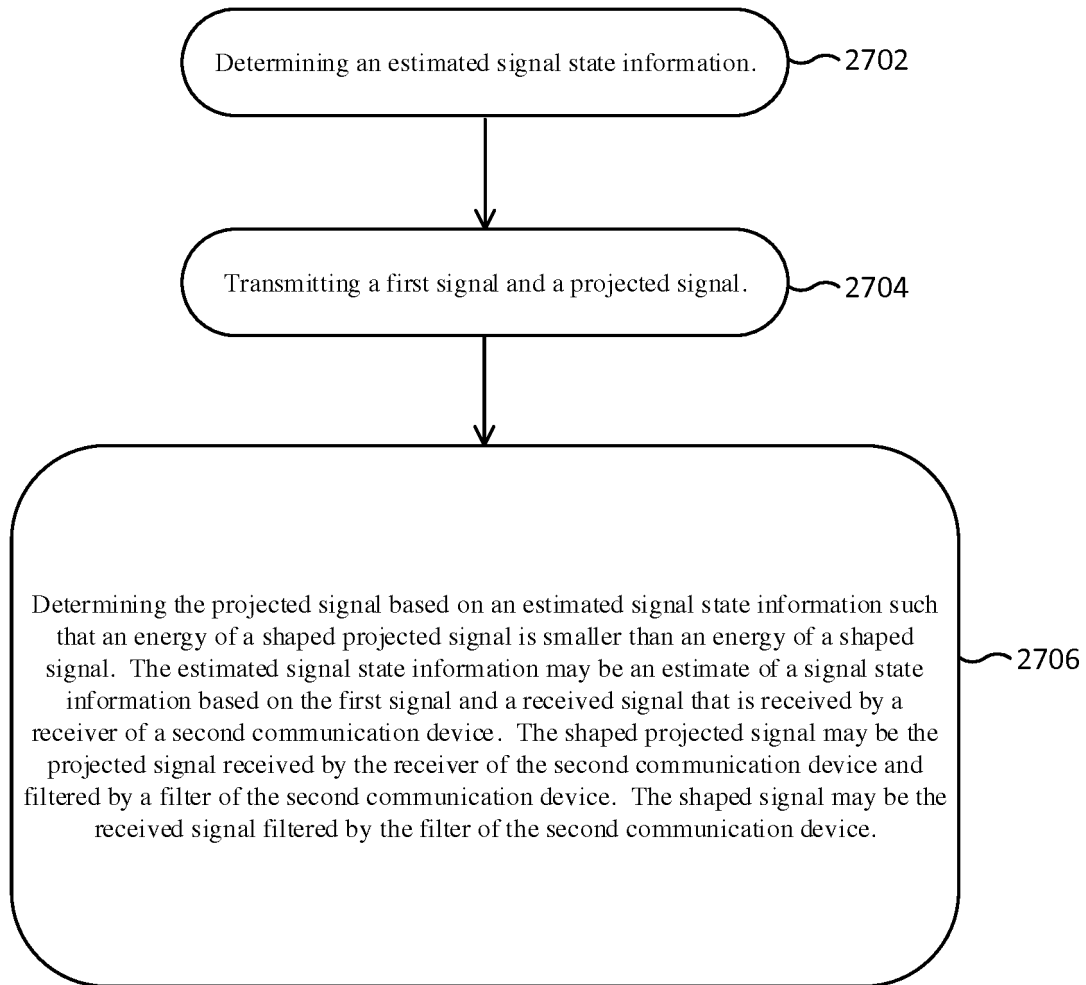 Determining an estimated signal state information.
2702
Transmitting a first signal and a projected signal.
2704
Determining the projected signal based on an estimated signal state information such
that an energy of a shaped projected signal is smaller than an energy of a shaped
signal.  The estimated signal state information may be an estimate of a signal state
information based on the first signal and a received signal that is received by a
receiver of a second communication device.  The shaped projected signal may be the
projected signal received by the receiver of the second communication device and
filtered by a filter of the second communication device.  The shaped signal may be the
received signal filtered by the filter of the second communication device.
2706